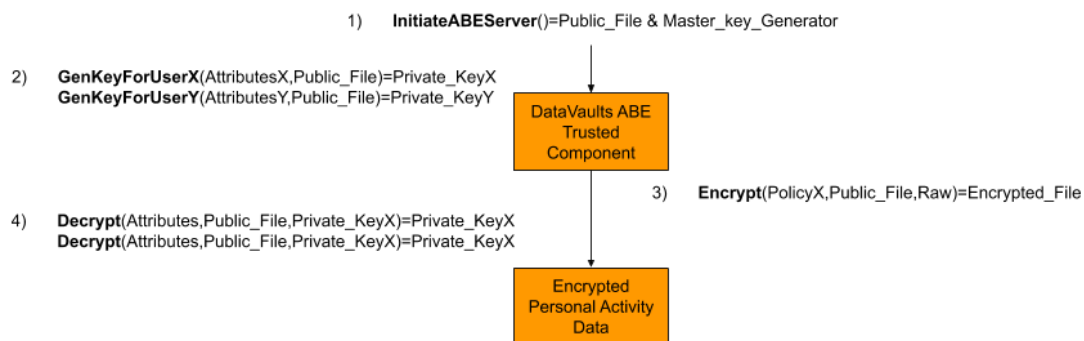 1) InitiateABEServer()=Public_File & Master_key_Generator
2) GenKeyForUserX(AttributesX,Public_File)=Private_KeyX
GenKeyForUserY(AttributesY,Public_File)=Private_KeyY
DataVaults ABE
Trusted
Component
3) Encrypt(PolicyX,Public_File,Raw)=Encrypted_File
4) Decrypt(Attributes,Public_File,Private_KeyX)=Private_KeyX
Decrypt(Attributes,Public_File,Private_KeyX)=Private_KeyX
Encrypted
Personal Activity
Data